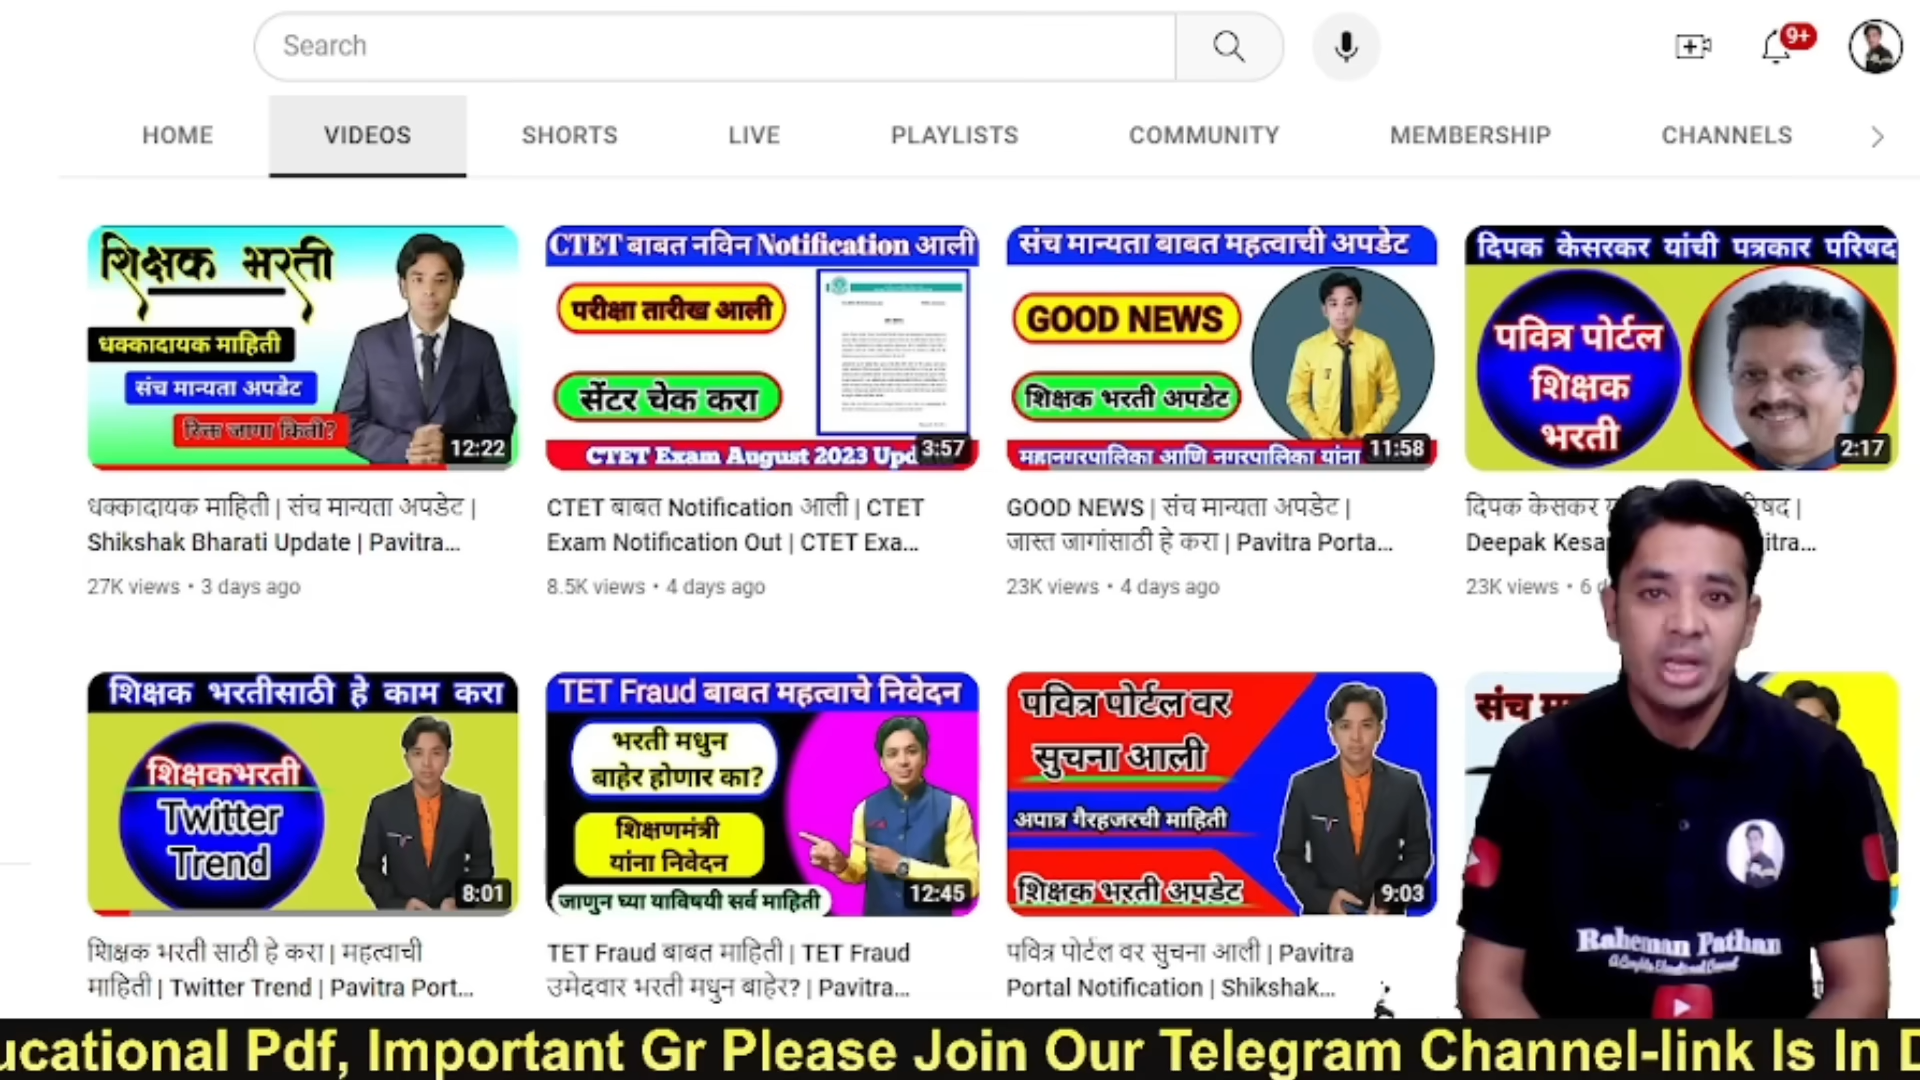 Search
9+
HOME
VIDEOS
SHORTS
LIVE
PLAYLISTS
COMMUNITY
MEMBERSHIP
CHANNELS
शिक्षक भरती
धक्कादायक माहिती
संच मान्यता अपडेट
रिक्त जागा किती?
12:22
CTET बाबत नविन Notification आली
परीक्षा तारीख आली
सेंटर चेक करा
CTET Exam August 2023
3:57
संच मान्यता बाबत महत्वाची अपडेट
GOOD NEWS
शिक्षक भरती अपडेट
महानगरपालिका आणि नगरपालिका यांना
11:58
दिपक केसरकर यांची पत्रकार परिषद
पवित्र पोर्टल
शिक्षक
भरती
2:17
धक्कादायक माहिती | संच मान्यता अपडेट |
Shikshak Bharati Update | Pavitra...
27K views • 3 days ago
CTET बाबत Notification आली | CTET
Exam Notification Out | CTET Exa...
8.5K views • 4 days ago
GOOD NEWS | संच मान्यता अपडेट |
जास्त जागांसाठी हे करा | Pavitra Porta...
23K views • 4 days ago
दिपक केसकर
Deepak
23K views • 6
शिक्षक भरतीसाठी हे काम करा
शिक्षकभरती
Twitter
Trend
8:01
TET Fraud बाबत महत्वाचे निवेदन
भरती मधुन
बाहेर होणार का?
शिक्षणमंत्री
यांना निवेदन
जाणुन घ्या याविषयी सर्व माहिती
12:45
पवित्र पोर्टल वर
सुचना आली
अपात्र गैरहजरची माहिती
शिक्षक भरती अपडेट
9:03
संच
शिक्षक भरती साठी हे करा | महत्वाची
माहिती | Twitter Trend | Pavitra Port...
TET Fraud बाबत माहिती | TET Fraud
उमेदवार भरती मधुन बाहेर? | Pavitra...
पवित्र पोर्टल वर सुचना आली | Pavitra
Portal Notification | Shikshak...
Raheman Pathan
A Complete Educational Channel
ucational Pdf, Important Gr Please Join Our Telegram Channel-link Is In D